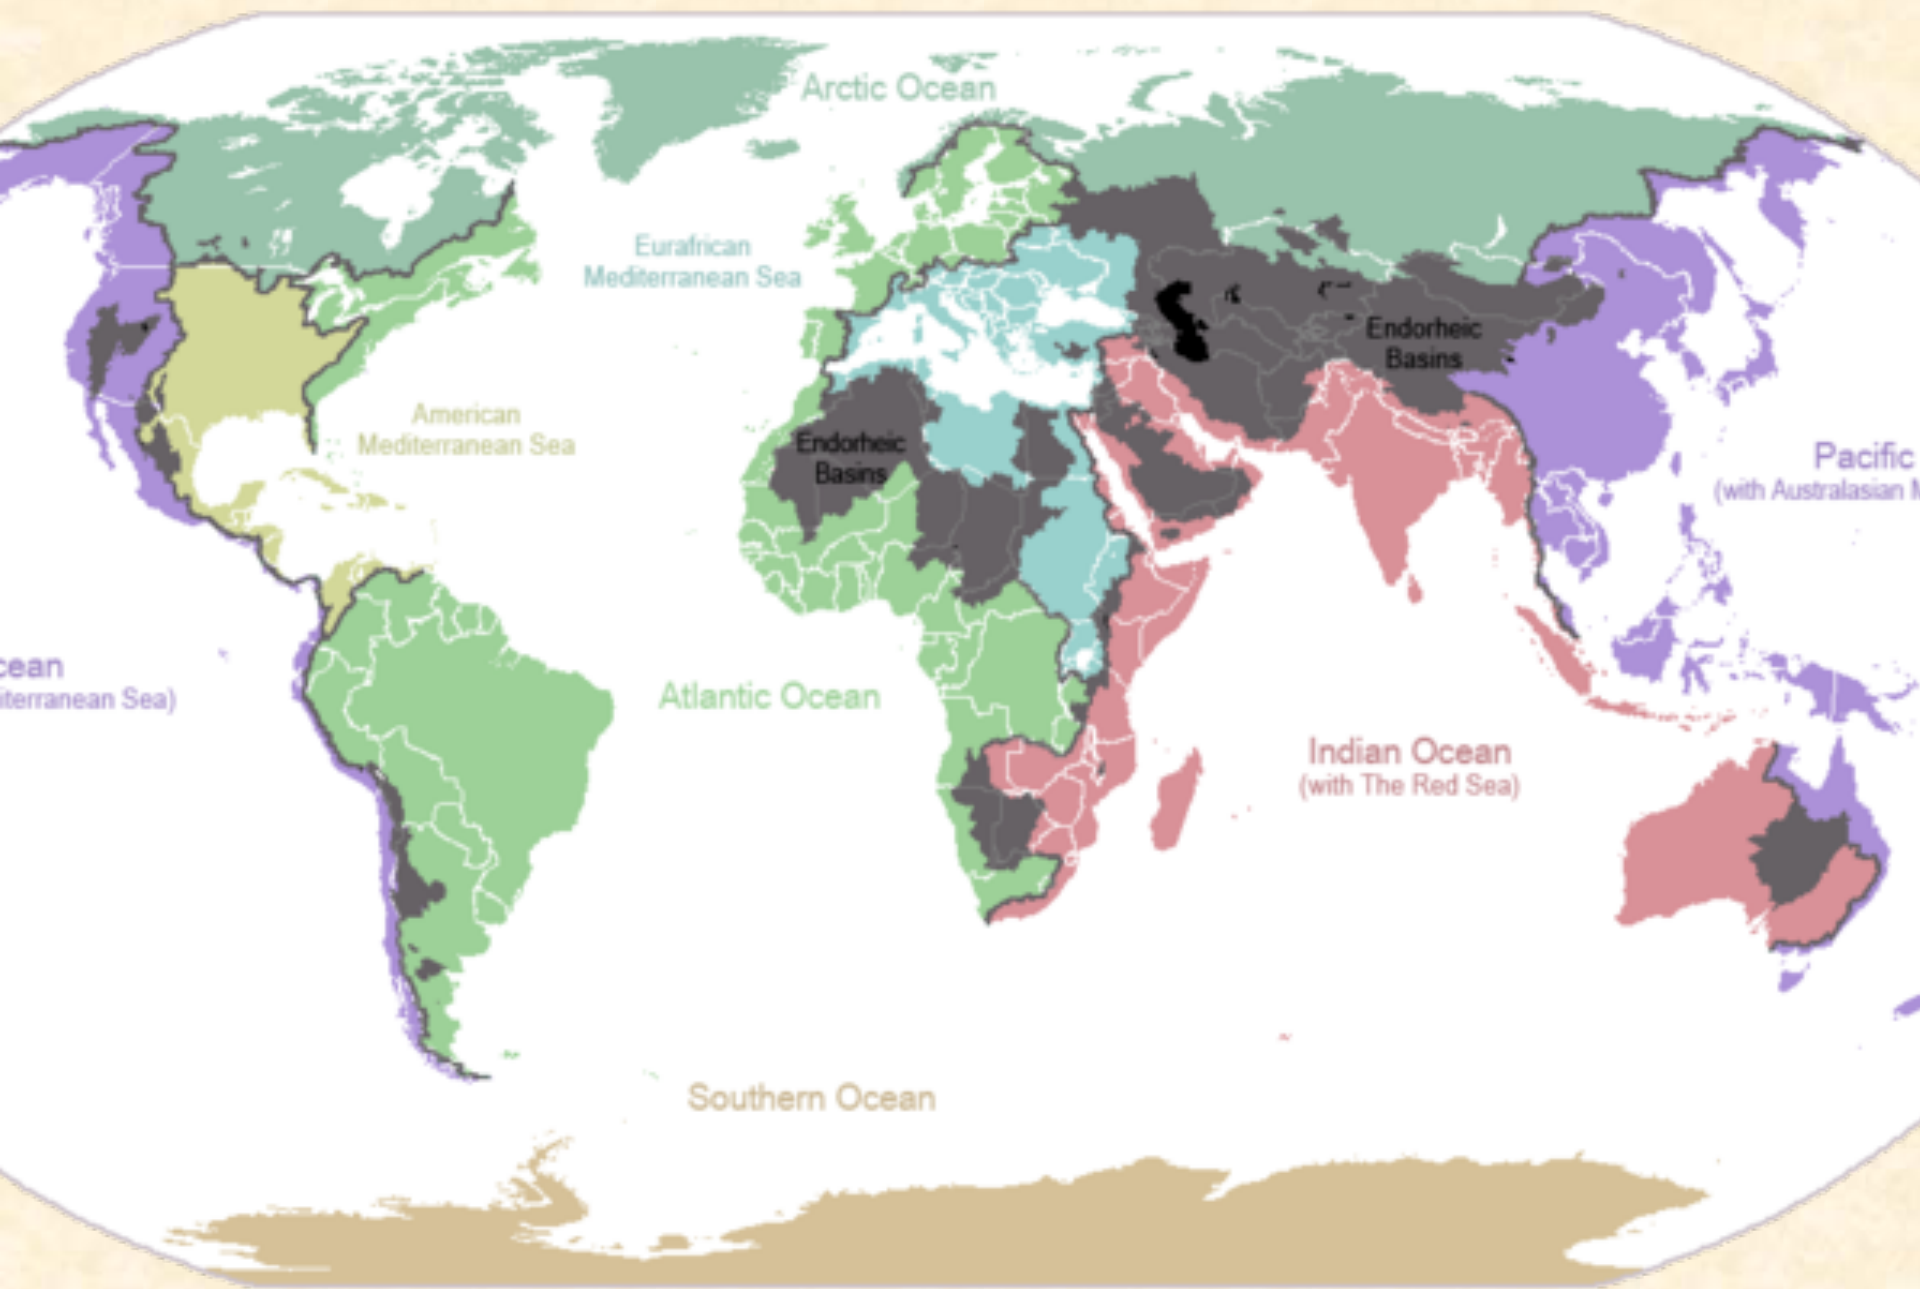 Arctic Ocean
Eurafrican
Mediterranean Sea
American
Mediterranean Sea
Endorheic
Basins
Endorheic
Basins
Pacific
(with Australasian M
cean
iterranean Sea)
Atlantic Ocean
Indian Ocean
(with The Red Sea)
Southern Ocean